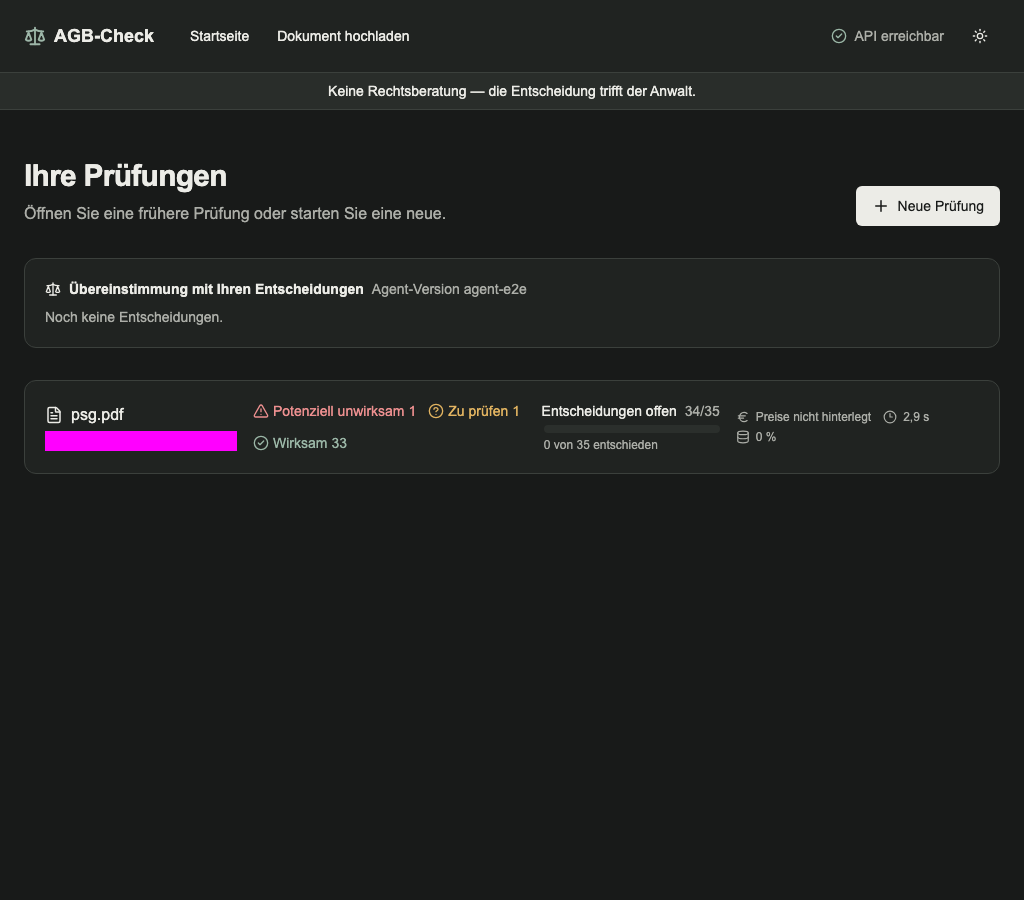 AGB-Check
Startseite
Dokument hochladen
API erreichbar
Keine Rechtsberatung — die Entscheidung trifft der Anwalt.
Ihre Prüfungen
Öffnen Sie eine frühere Prüfung oder starten Sie eine neue.
Neue Prüfung
Übereinstimmung mit Ihren Entscheidungen Agent-Version agent-e2e
Noch keine Entscheidungen.
psg.pdf
Potenziell unwirksam 1
Zu prüfen 1
Wirksam 33
Entscheidungen offen 34/35
0 von 35 entschieden
Preise nicht hinterlegt
2,9 s
0 %